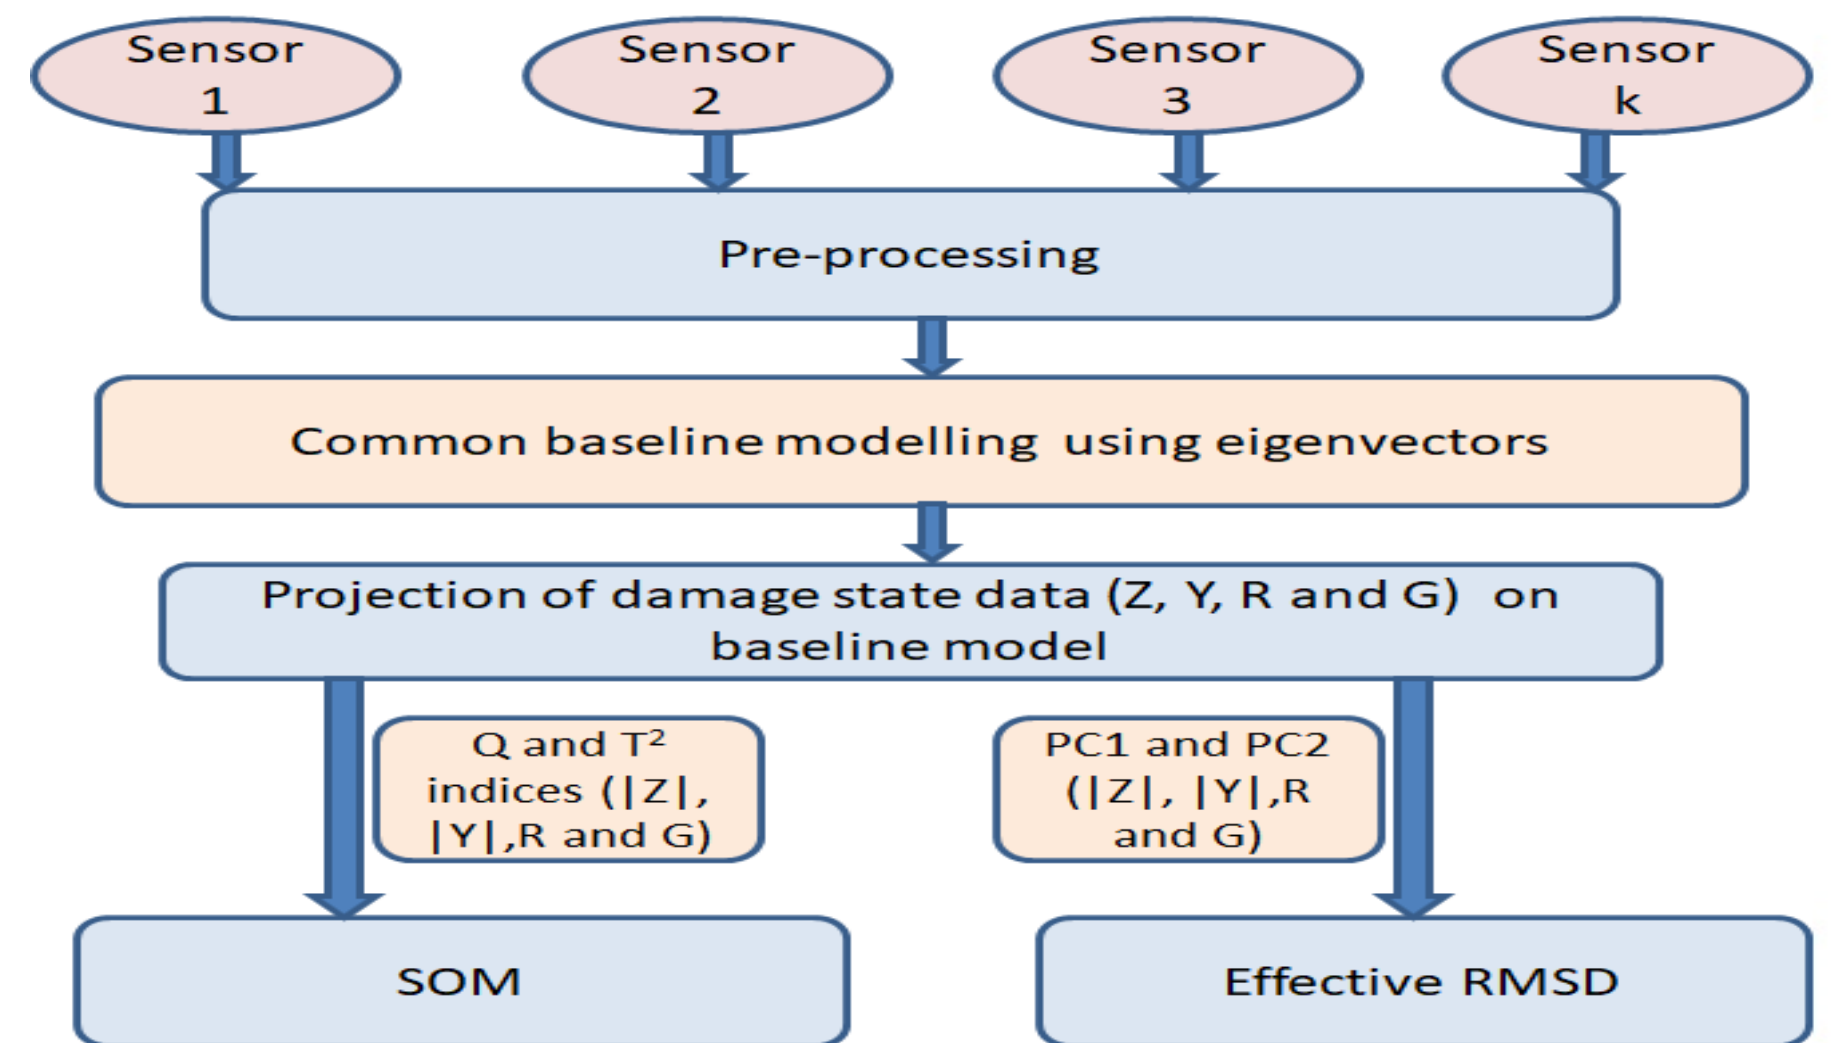 Sensor
1
Sensor
2
Sensor
3
Sensor
k
Pre-processing
Common baseline modelling using eigenvectors
Projection of damage state data (Z, Y, R and G) on
baseline model
Q and T²
indices (|Z|,
|Y|,R and G)
PC1 and PC2
(|Z|, |Y|,R
and G)
SOM
Effective RMSD